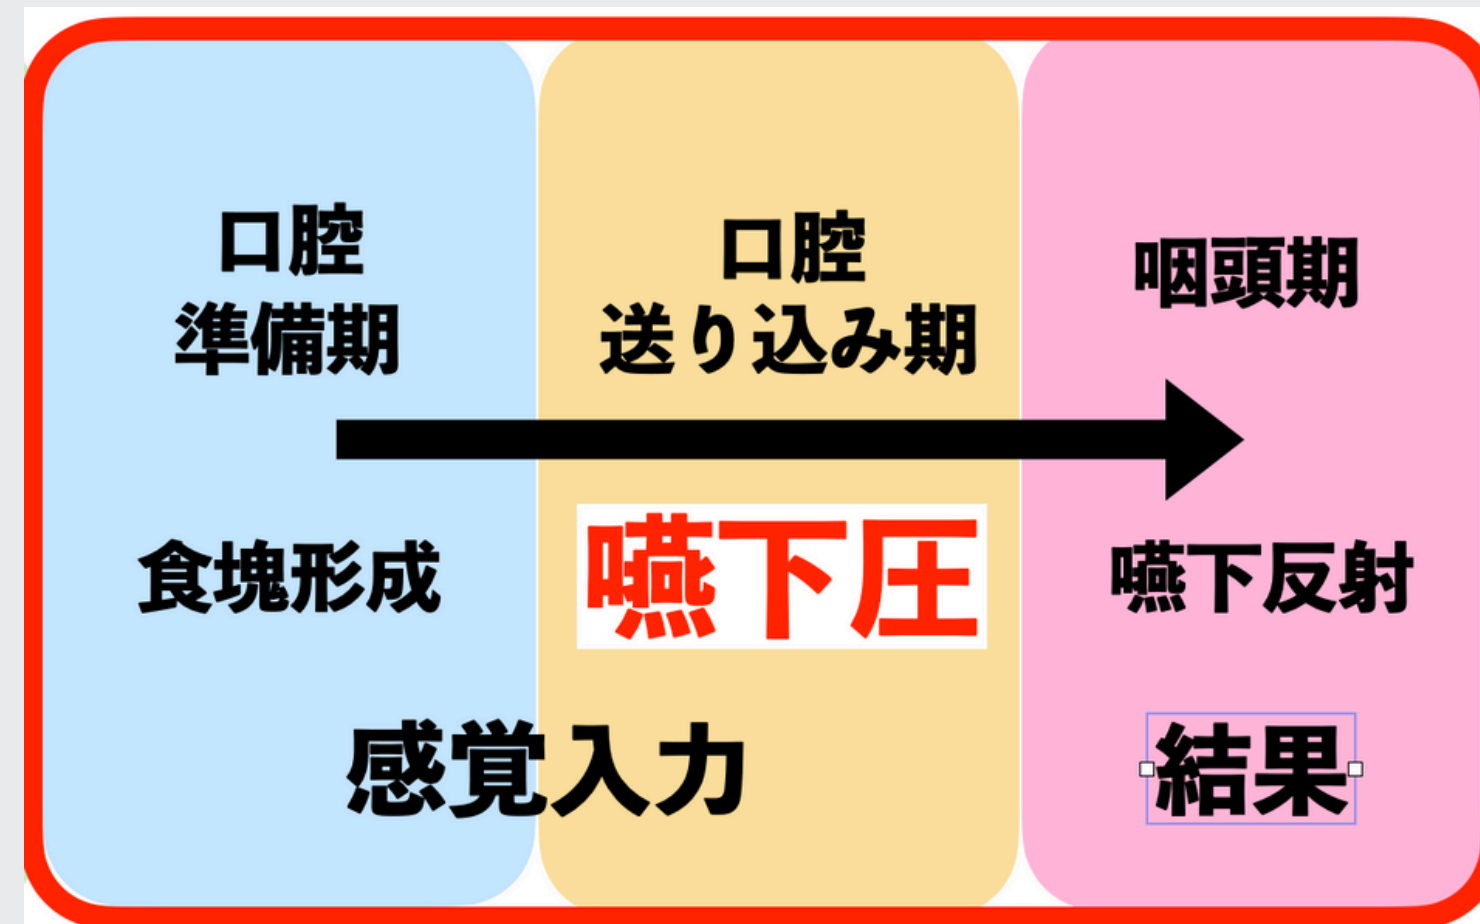 口腔
準備期
口腔
送り込み期
咽頭期
食塊形成
嚥下圧
嚥下反射
感覚入力
結果